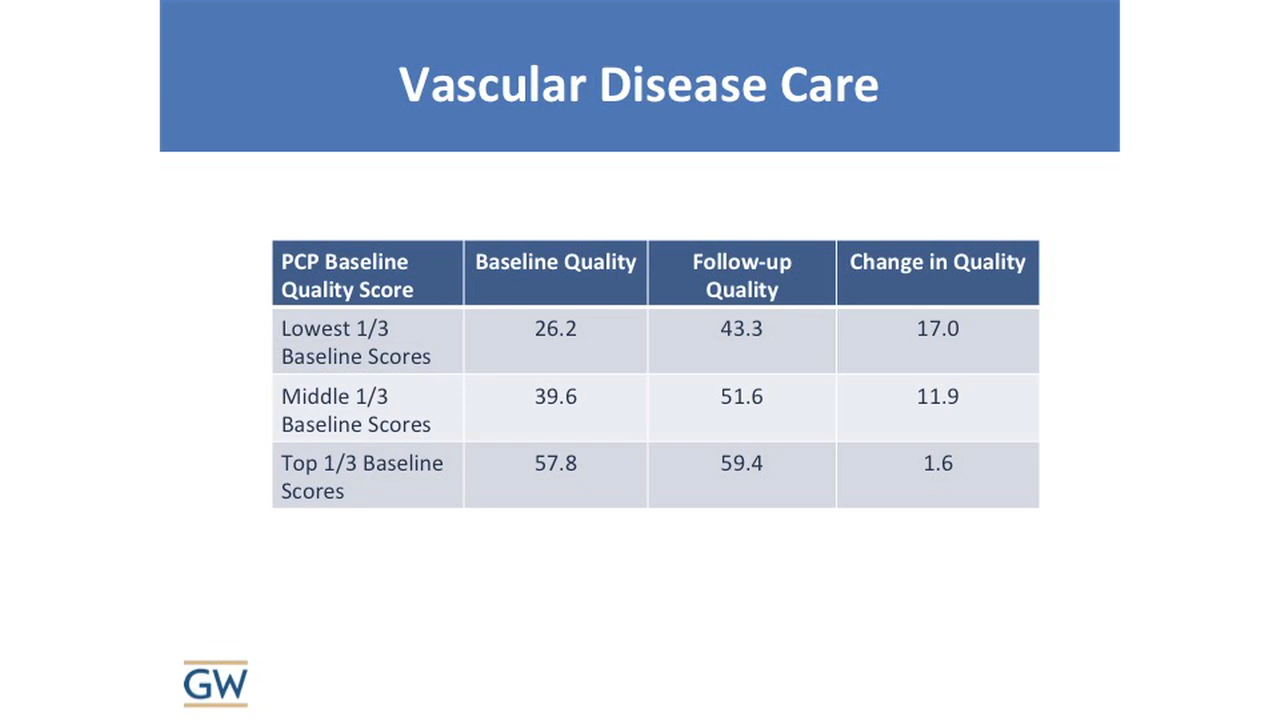 Vascular Disease Care
PCP Baseline Quality Score	Baseline Quality	Follow-up Quality	Change in Quality
Lowest 1/3 Baseline Scores	26.2	43.3	17.0
Middle 1/3 Baseline Scores	39.6	51.6	11.9
Top 1/3 Baseline Scores	57.8	59.4	1.6
GW